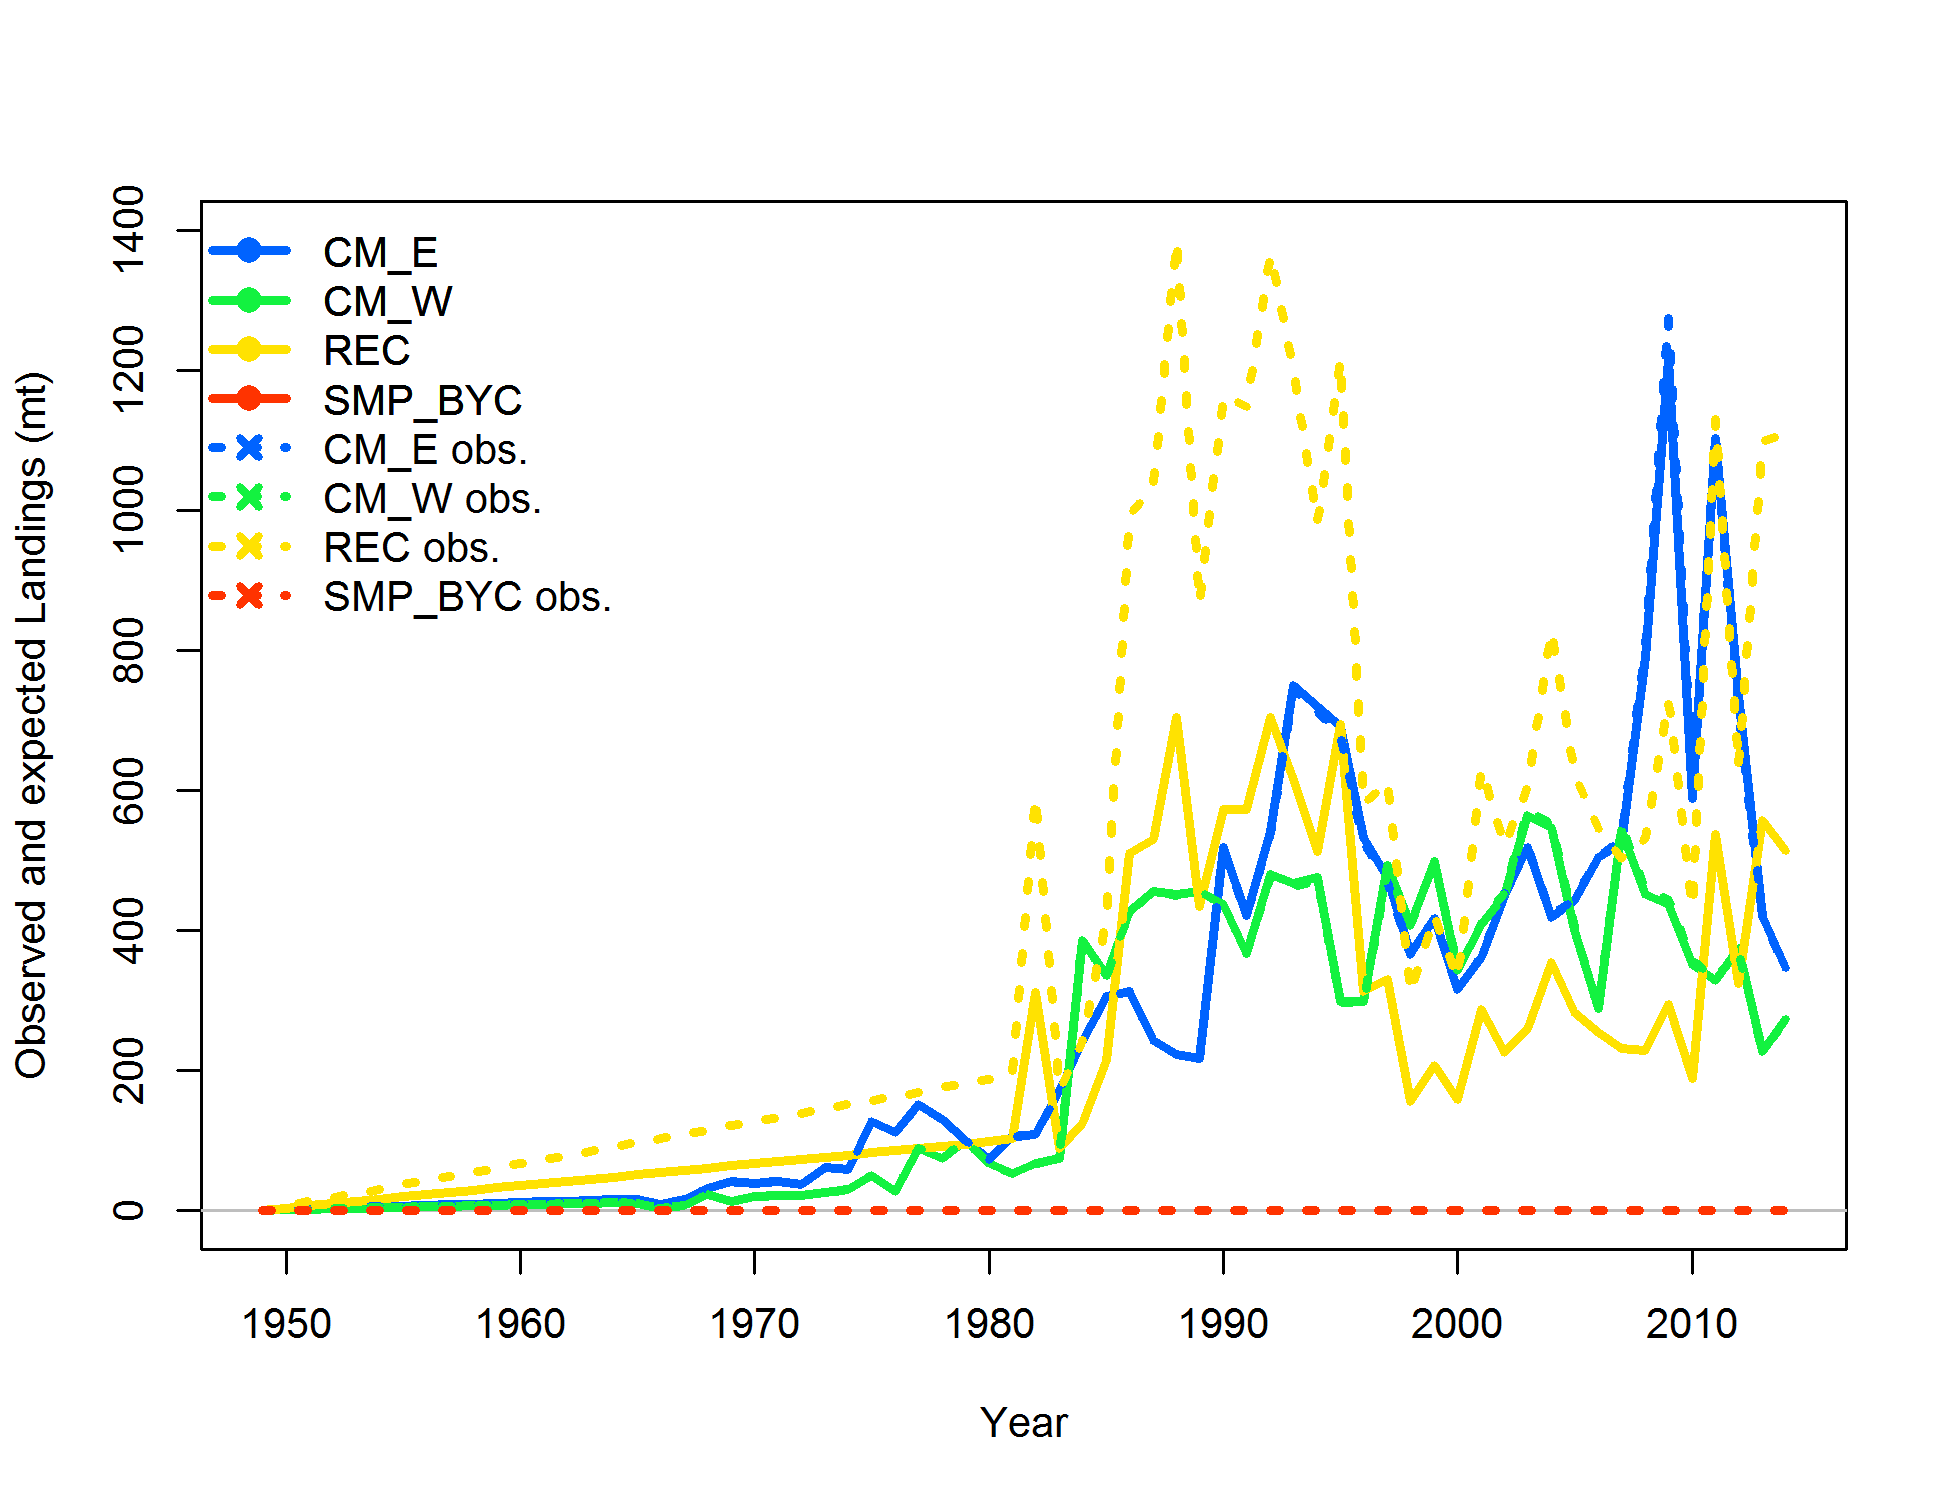 CM_E
CM_W
REC
SMP_BYC
CM_E obs.
CM_W obs.
REC obs.
SMP_BYC obs.
Observed and expected Landings (mt)
1400
1200
1000
800
600
400
200
0
1950 1960 1970 1980 1990 2000 2010
Year